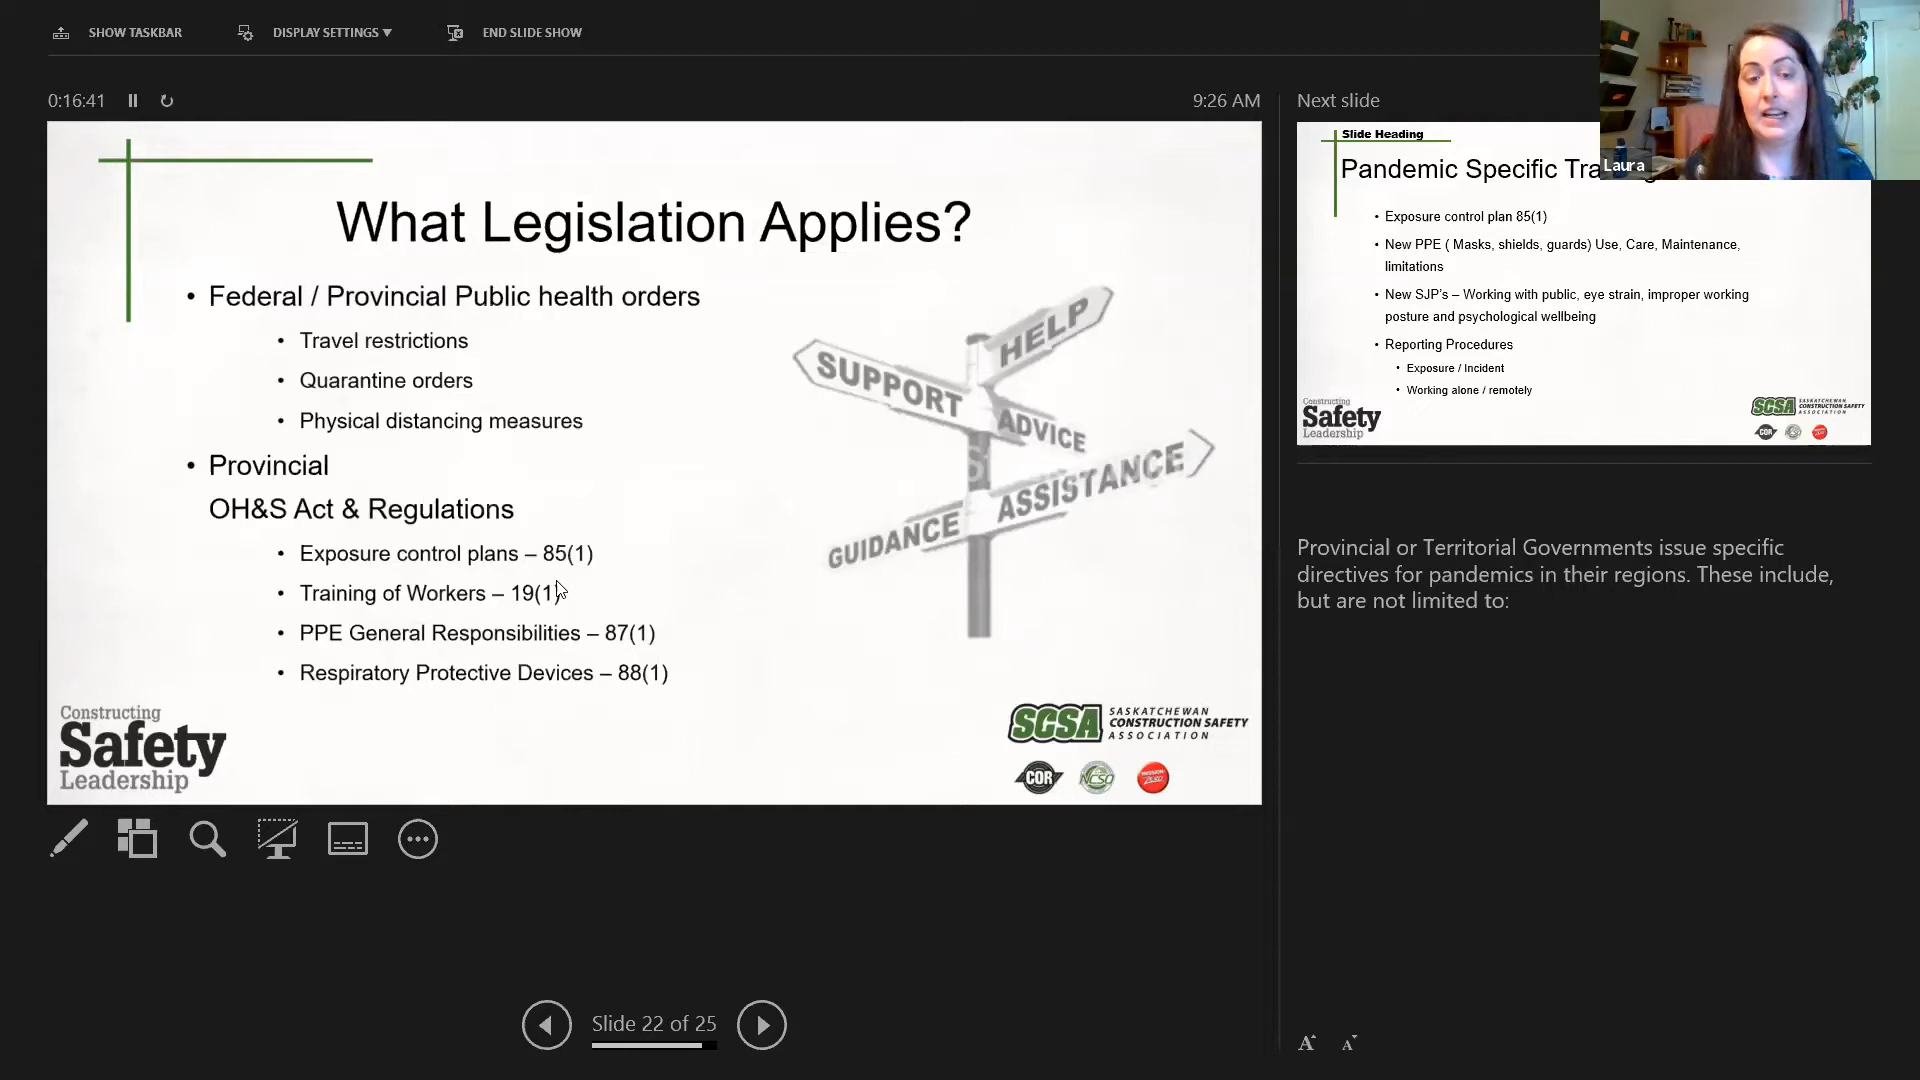 SHOW TASKBAR
DISPLAY SETTINGS
END SLIDE SHOW
0:16:41
9:26 AM
Next slide
What Legislation Applies?
• Federal / Provincial Public health orders
• Travel restrictions
• Quarantine orders
• Physical distancing measures
• Provincial
OH&S Act & Regulations
• Exposure control plans – 85(1)
• Training of Workers – 19(1)
• PPE General Responsibilities – 87(1)
• Respiratory Protective Devices – 88(1)
HELP
SUPPORT
ADVICE
ASSISTANCE
GUIDANCE
Constructing
Safety
Leadership
SCSA
SASKATCHEWAN
CONSTRUCTION SAFETY
ASSOCIATION
COR
NCSO
MISSION:
ZERO
Slide Heading
Pandemic Specific
Laura
• Exposure control plan 85(1)
• New PPE ( Masks, shields, guards) Use, Care, Maintenance,
limitations
• New SJP's – Working with public, eye strain, improper working
posture and psychological wellbeing
• Reporting Procedures
• Exposure / Incident
• Working alone / remotely
Constructing
Safety
Leadership
SCSA
SASKATCHEWAN
CONSTRUCTION SAFETY
ASSOCIATION
COR
Provincial or Territorial Governments issue specific
directives for pandemics in their regions. These include,
but are not limited to:
Slide 22 of 25
A A